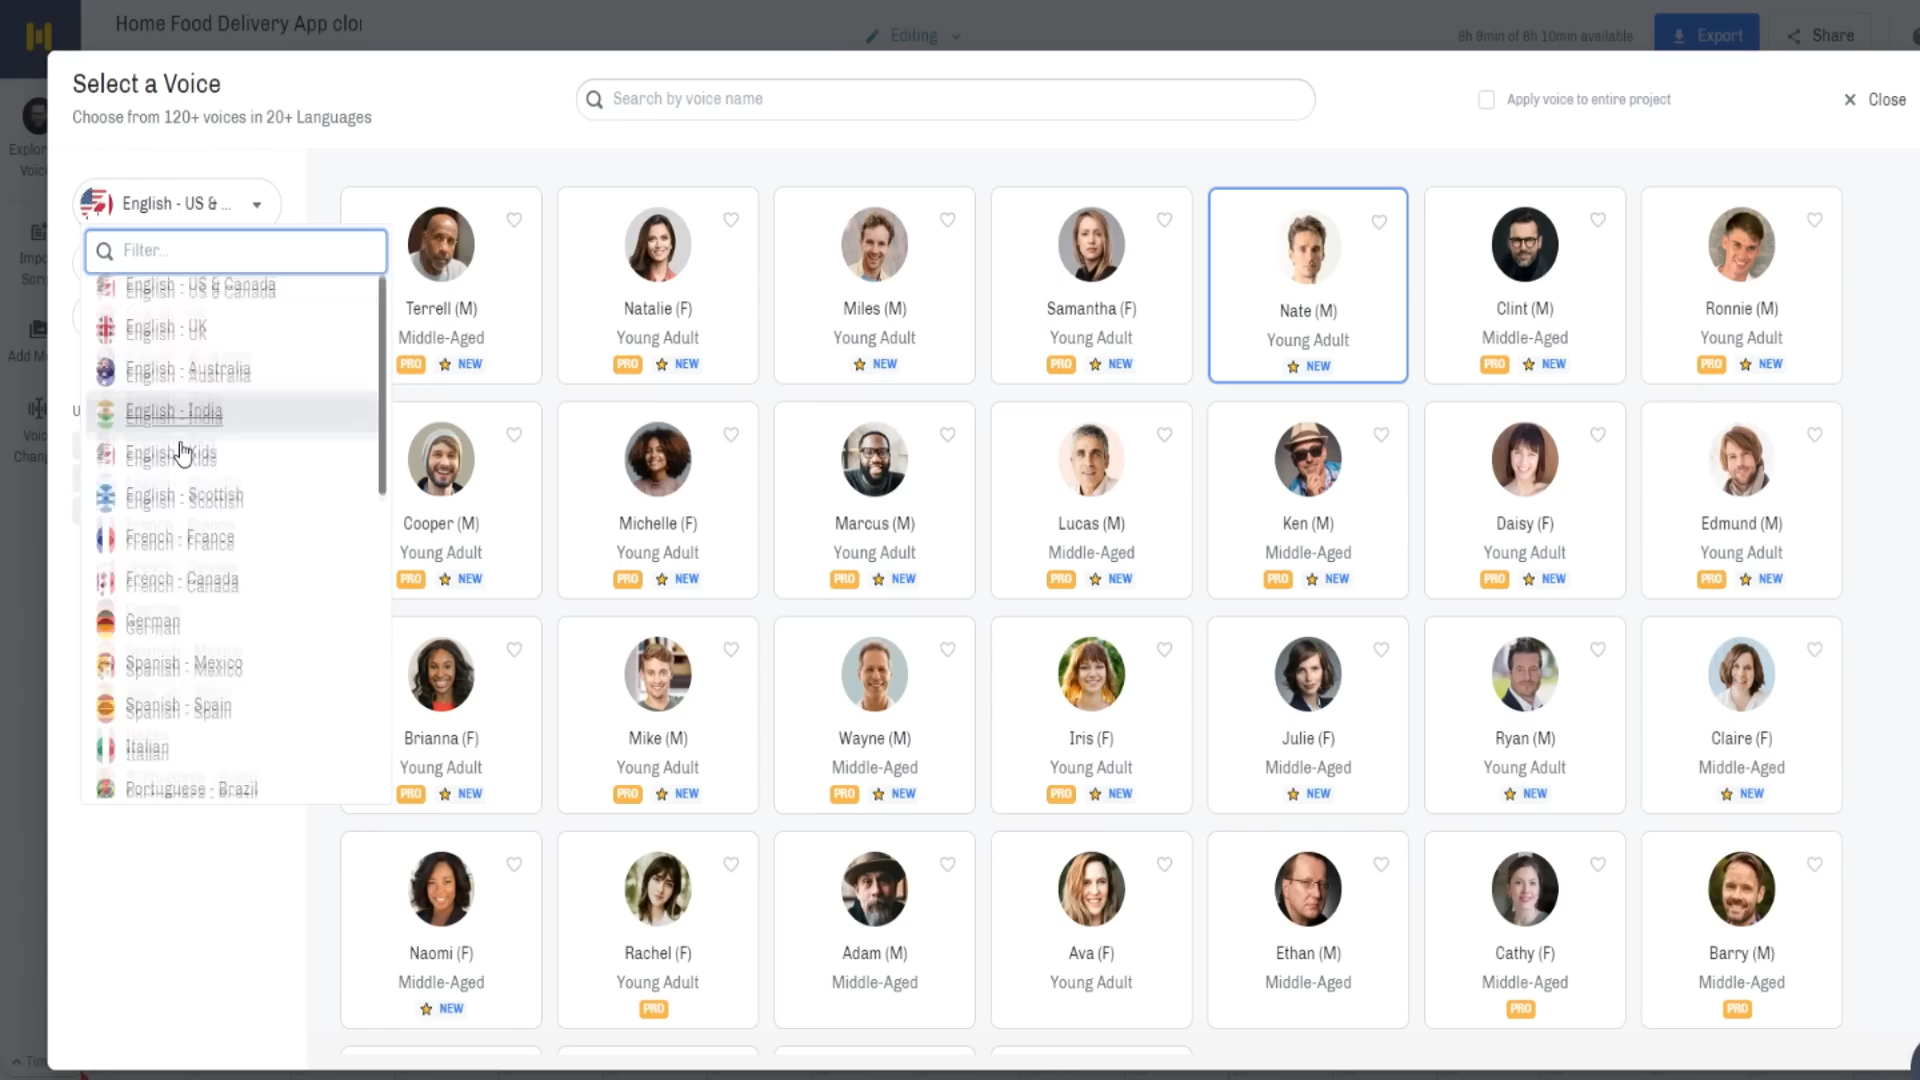 Home Food Delivery App clo
Editing
8h 9min of 8h 10min available
Export
Share
Select a Voice
Choose from 120+ voices in 20+ Languages
Search by voice name
Apply voice to entire project
Close
English - US & ...
Filter...
English - US & Canada
English - UK
English - Australia
English - India
English - Kids
English - Scottish
French - France
French - Canada
German
Spanish - Mexico
Spanish - Spain
Italian
Portuguese - Brazil
Terrell (M)
Middle-Aged
PRO NEW
Natalie (F)
Young Adult
PRO NEW
Miles (M)
Young Adult
NEW
Samantha (F)
Young Adult
PRO NEW
Nate (M)
Young Adult
NEW
Clint (M)
Middle-Aged
PRO NEW
Ronnie (M)
Young Adult
PRO NEW
Cooper (M)
Young Adult
PRO NEW
Michelle (F)
Young Adult
PRO NEW
Marcus (M)
Young Adult
PRO NEW
Lucas (M)
Middle-Aged
PRO NEW
Ken (M)
Middle-Aged
PRO NEW
Daisy (F)
Young Adult
PRO NEW
Edmund (M)
Young Adult
PRO NEW
Brianna (F)
Young Adult
PRO NEW
Mike (M)
Young Adult
PRO NEW
Wayne (M)
Middle-Aged
PRO NEW
Iris (F)
Young Adult
PRO NEW
Julie (F)
Middle-Aged
NEW
Ryan (M)
Young Adult
NEW
Claire (F)
Middle-Aged
NEW
Naomi (F)
Middle-Aged
NEW
Rachel (F)
Young Adult
PRO
Adam (M)
Middle-Aged
Ava (F)
Young Adult
Ethan (M)
Middle-Aged
Cathy (F)
Middle-Aged
PRO
Barry (M)
Middle-Aged
PRO